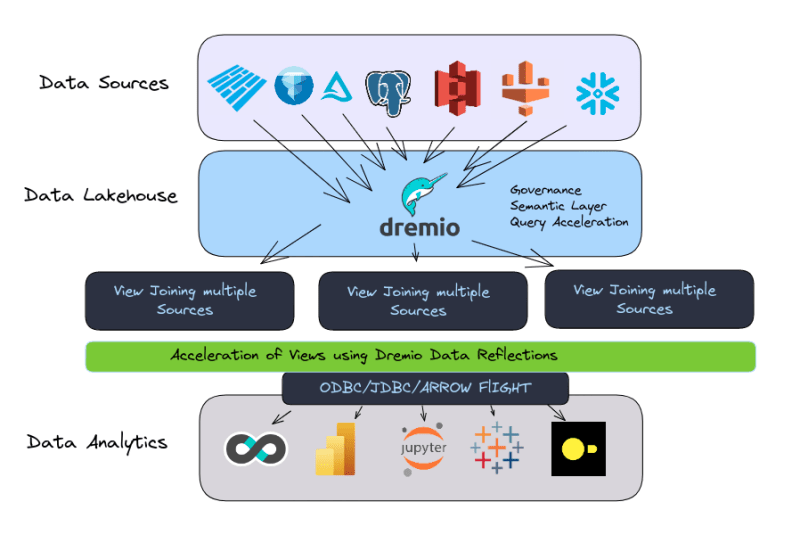 Data Sources
Data Lakehouse
dremio
Governance
Semantic Layer
Query Acceleration
View Joining multiple
Sources
View Joining multiple
Sources
View Joining multiple
Sources
Acceleration of Views using Dremio Data Reflections
ODBC/JDBC/ARROW FLIGHT
Data Analytics
jupyter